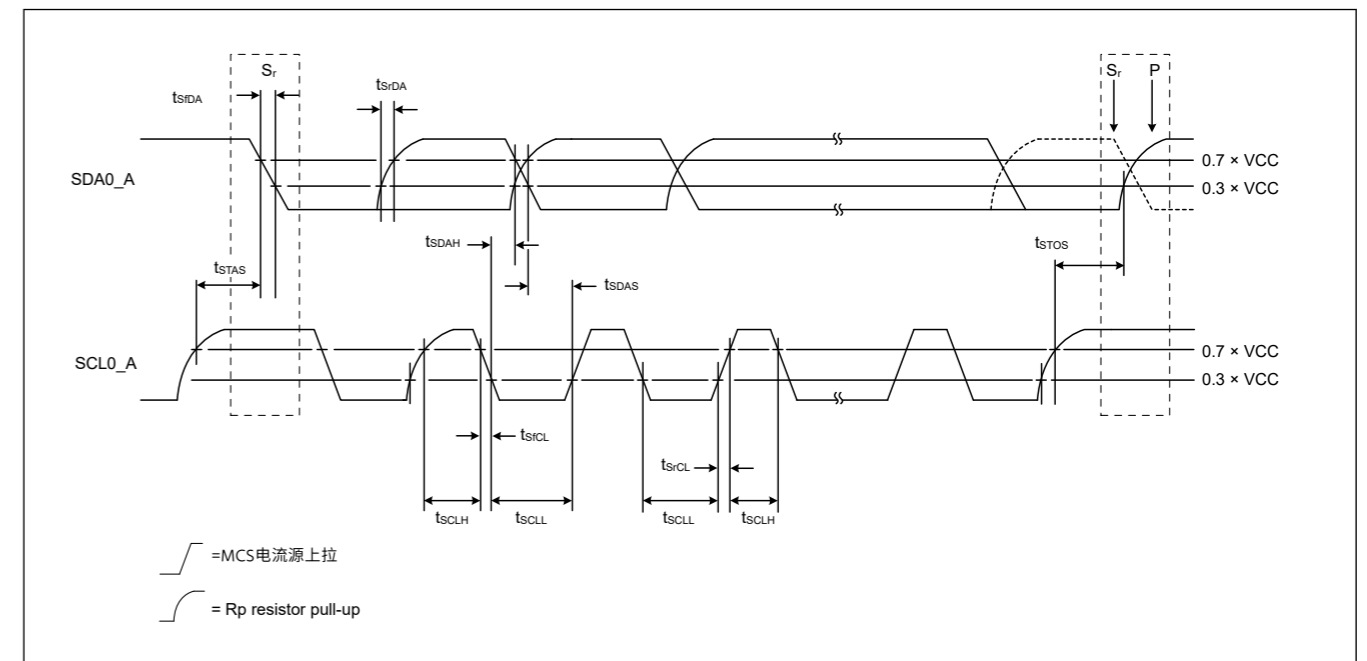 Sr
tSfDA
tSrDA
Sr
P
SDA0_A
0.7 × VCC
0.3 × VCC
tSDAH
tSTOS
tSTAS
tSDAS
SCL0_A
0.7 × VCC
0.3 × VCC
tSfCL
tSrCL
tSCLH
tSCLL
tSCLL
tSCLH
=MCS电流源上拉
= Rp resistor pull-up